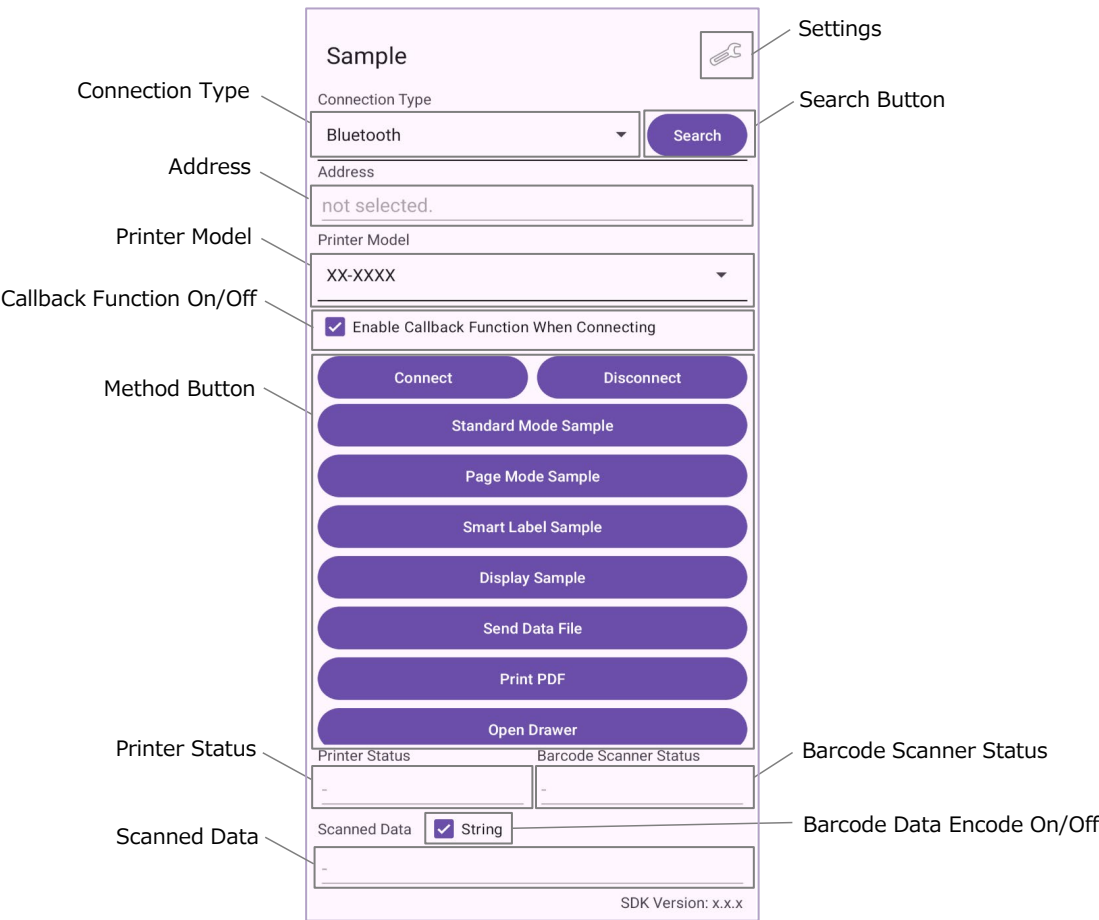 Settings
Sample
Connection Type
Connection Type
Search Button
Bluetooth
Search
Address
Address
not selected.
Printer Model
Printer Model
XX-XXXX
Callback Function On/Off
Enable Callback Function When Connecting
Method Button
Connect
Disconnect
Standard Mode Sample
Page Mode Sample
Smart Label Sample
Display Sample
Send Data File
Print PDF
Open Drawer
Printer Status
Printer Status
Barcode Scanner Status
Barcode Scanner Status
-
-
Scanned Data
Scanned Data
String
Barcode Data Encode On/Off
-
SDK Version: x.x.x